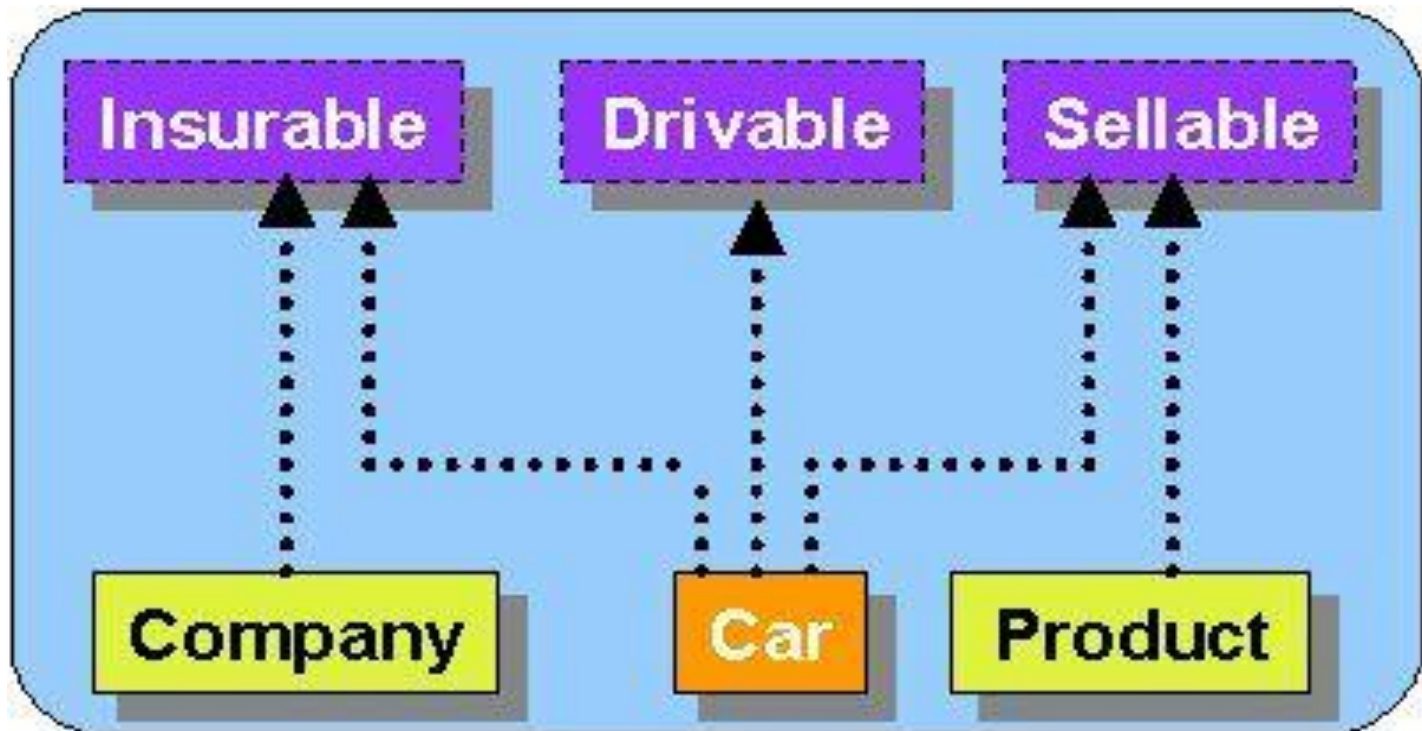 Insurable
Drivable
Sellable
Company
Car
Product